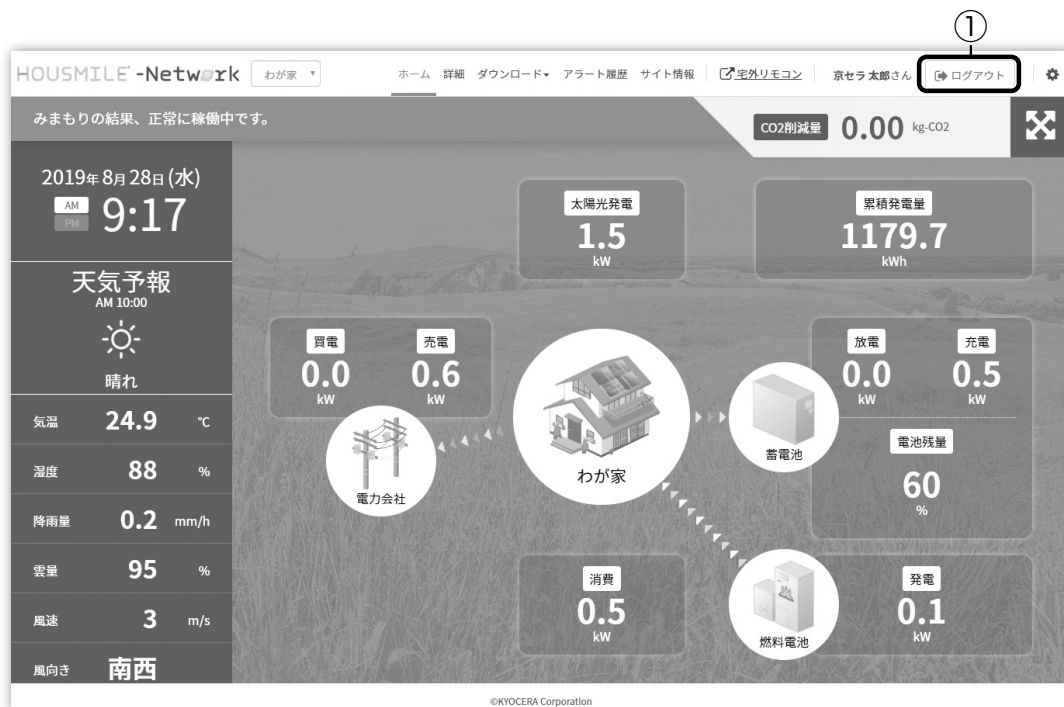 ①
HOUSMILE-Network わが家 ▼ ホーム 詳細 ダウンロード▾ アラート履歴 サイト情報 宅外リモコン 京セラ 太郎さん ログアウト
みまもりの結果、正常に稼働中です。 CO2削減量 0.00 kg-CO2
2019年8月28日(水)
AM
PM
9:17
天気予報
AM 10:00
晴れ
気温 24.9 ℃
湿度 88 %
降雨量 0.2 mm/h
雲量 95 %
風速 3 m/s
風向き 南西
太陽光発電
1.5
kW
累積発電量
1179.7
kWh
買電 売電
0.0 0.6
kW kW
電力会社
わが家
蓄電池
放電 充電
0.0 0.5
kW kW
電池残量
60
%
消費
0.5
kW
燃料電池
発電
0.1
kW
©KYOCERA Corporation